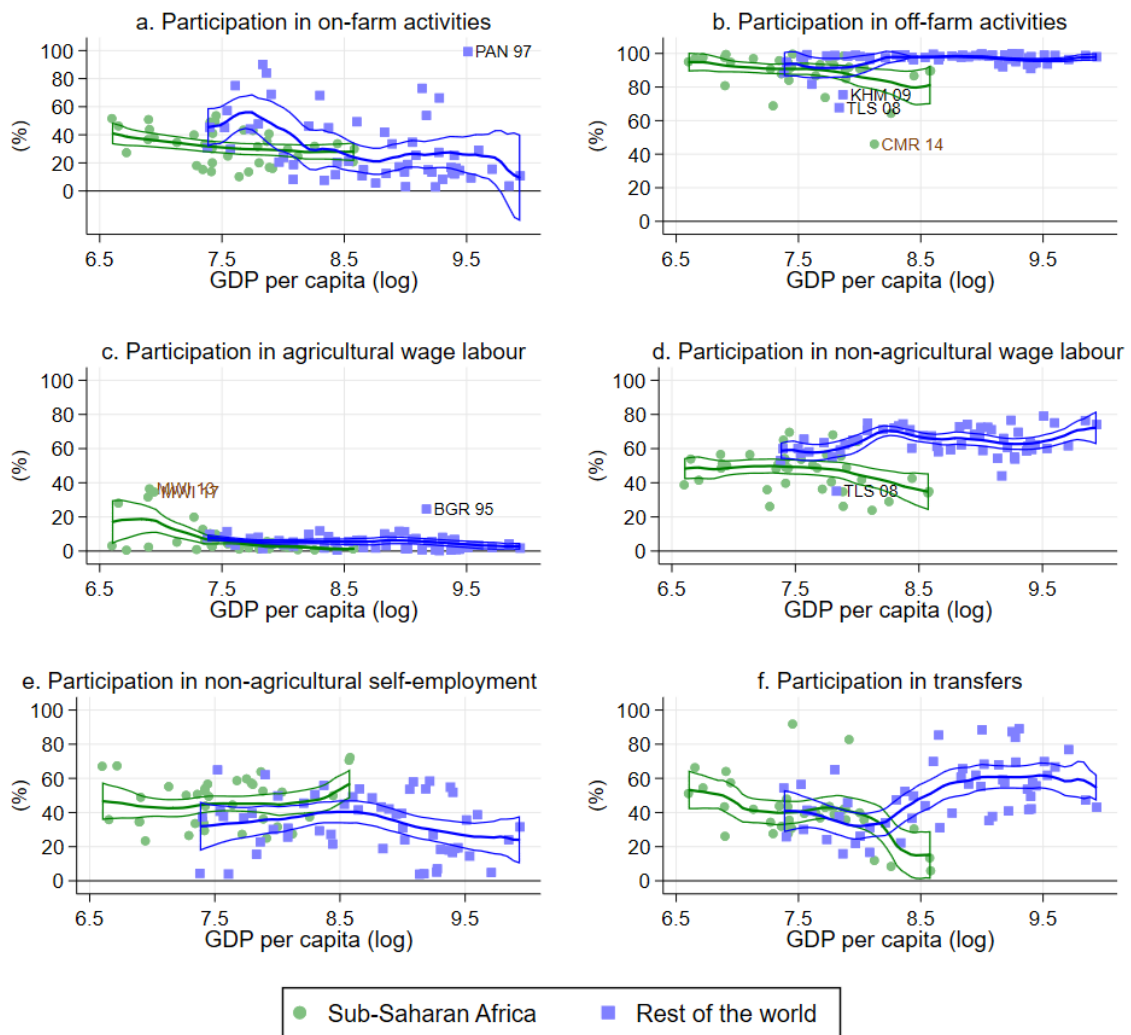 a. Participation in on-farm activities
100
80
60
40
20
0
(%)
PAN 97
6.5 7.5 8.5 9.5
GDP per capita (log)
b. Participation in off-farm activities
100
80
60
40
20
0
(%)
KHM 09
TLS 08
CMR 14
6.5 7.5 8.5 9.5
GDP per capita (log)
c. Participation in agricultural wage labour
100
80
60
40
20
0
(%)
MWI 17
BGR 95
6.5 7.5 8.5 9.5
GDP per capita (log)
d. Participation in non-agricultural wage labour
100
80
60
40
20
0
(%)
TLS 08
6.5 7.5 8.5 9.5
GDP per capita (log)
e. Participation in non-agricultural self-employment
100
80
60
40
20
0
(%)
6.5 7.5 8.5 9.5
GDP per capita (log)
f. Participation in transfers
100
80
60
40
20
0
(%)
6.5 7.5 8.5 9.5
GDP per capita (log)
Sub-Saharan Africa Rest of the world